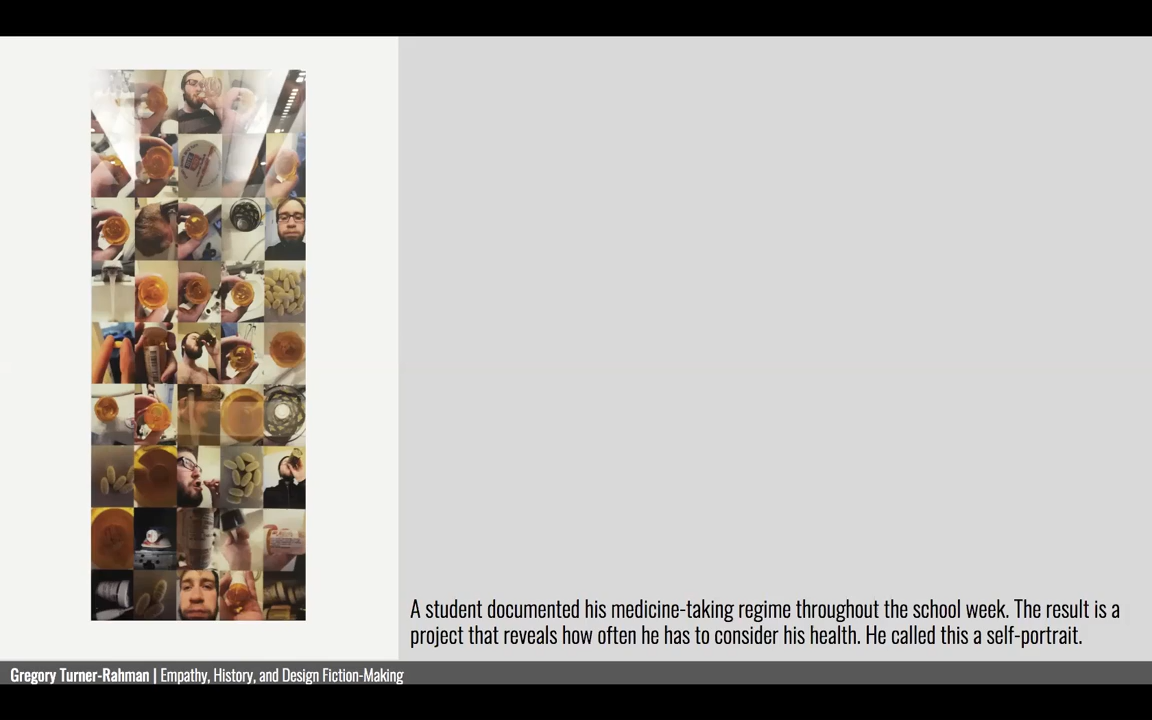 A student documented his medicine-taking regime throughout the school week. The result is a
project that reveals how often he has to consider his health. He called this a self-portrait.
Gregory Turner-Rahman | Empathy, History, and Design Fiction-Making